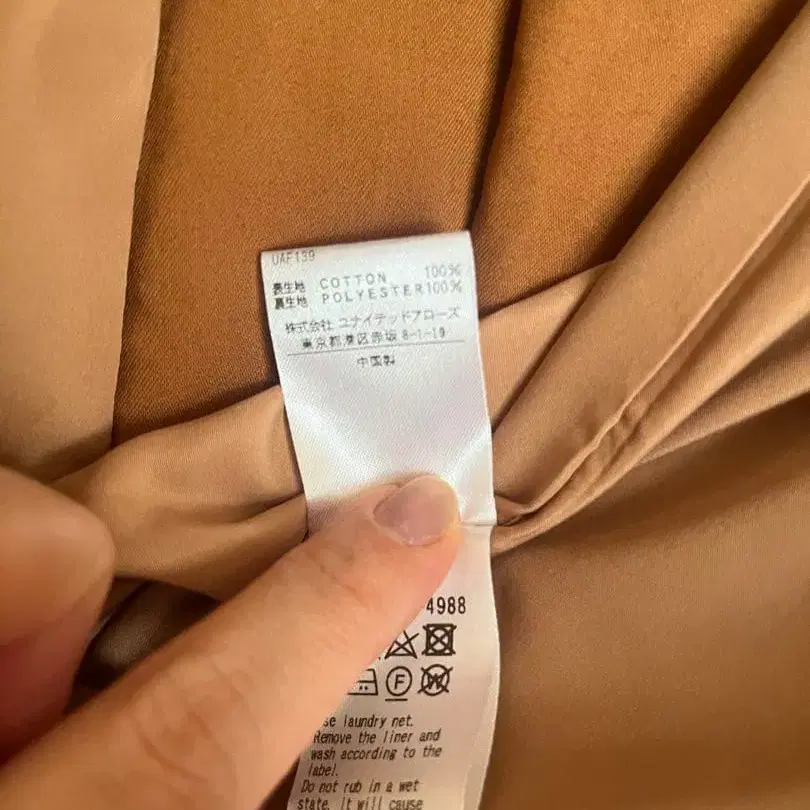 UAF139
表生地 COTTON 100%
裏生地 POLYESTER 100%
株式会社 ユナイテッドアローズ
東京都港区赤坂 8-1-19
中国製
4988
F W
se laundry net.
Remove the liner and
wash according to the
label.
Do not rub in a wet
state. It will cause